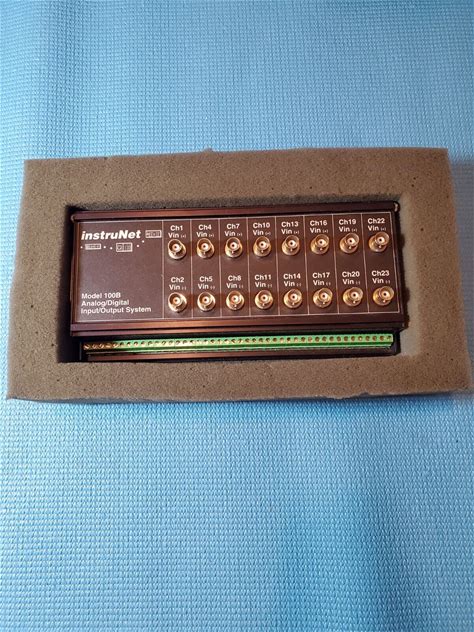 instruNet
Model 100B
Analog/Digital
Input/Output System
Ch1 Ch4 Ch7 Ch10 Ch13 Ch16 Ch19 Ch22
Vin (+) Vin (+) Vin (+) Vin (+) Vin (+) Vin (+) Vin (+) Vin (+)
Ch2 Ch5 Ch8 Ch11 Ch14 Ch17 Ch20 Ch23
Vin (-) Vin (-) Vin (-) Vin (-) Vin (-) Vin (-) Vin (-) Vin (-)